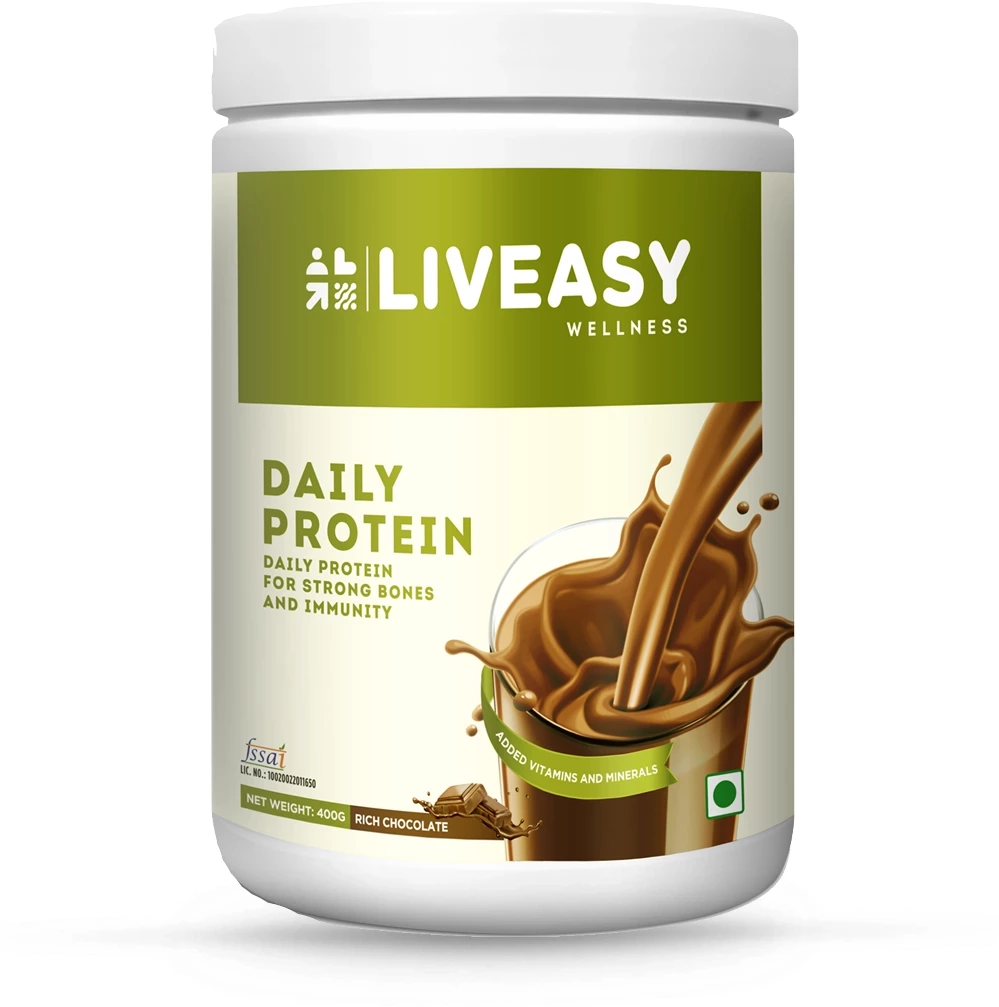 LIVEASY
WELLNESS
DAILY
PROTEIN
DAILY PROTEIN
FOR STRONG BONES
AND IMMUNITY
ADDED VITAMINS AND MINERALS
fssai
LIC. NO.: 10020022011650
NET WEIGHT: 400G
RICH CHOCOLATE